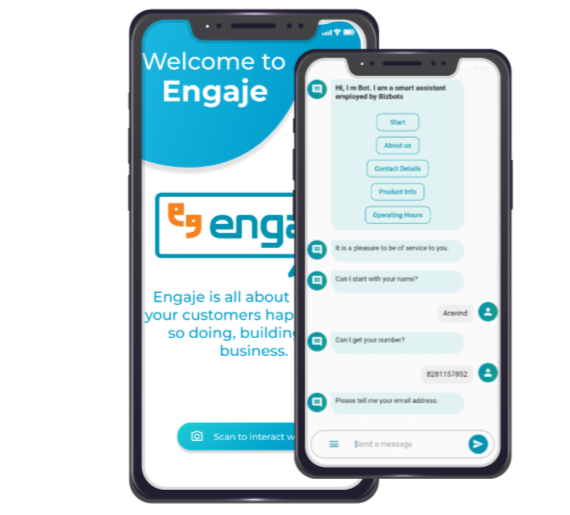 Welcome to
Engaje
enga
Engaje is all about
your customers hap
so doing, building
business.
Scan to interact w
Hi, I m Bot. I am a smart assistant
employed by Bizbots
Start
About us
Contact Details
Product Info
Operating Hours
It is a pleasure to be of service to you.
Can I start with your name?
Aravind
Can I get your number?
8281157852
Please tell me your email address.
Send a message